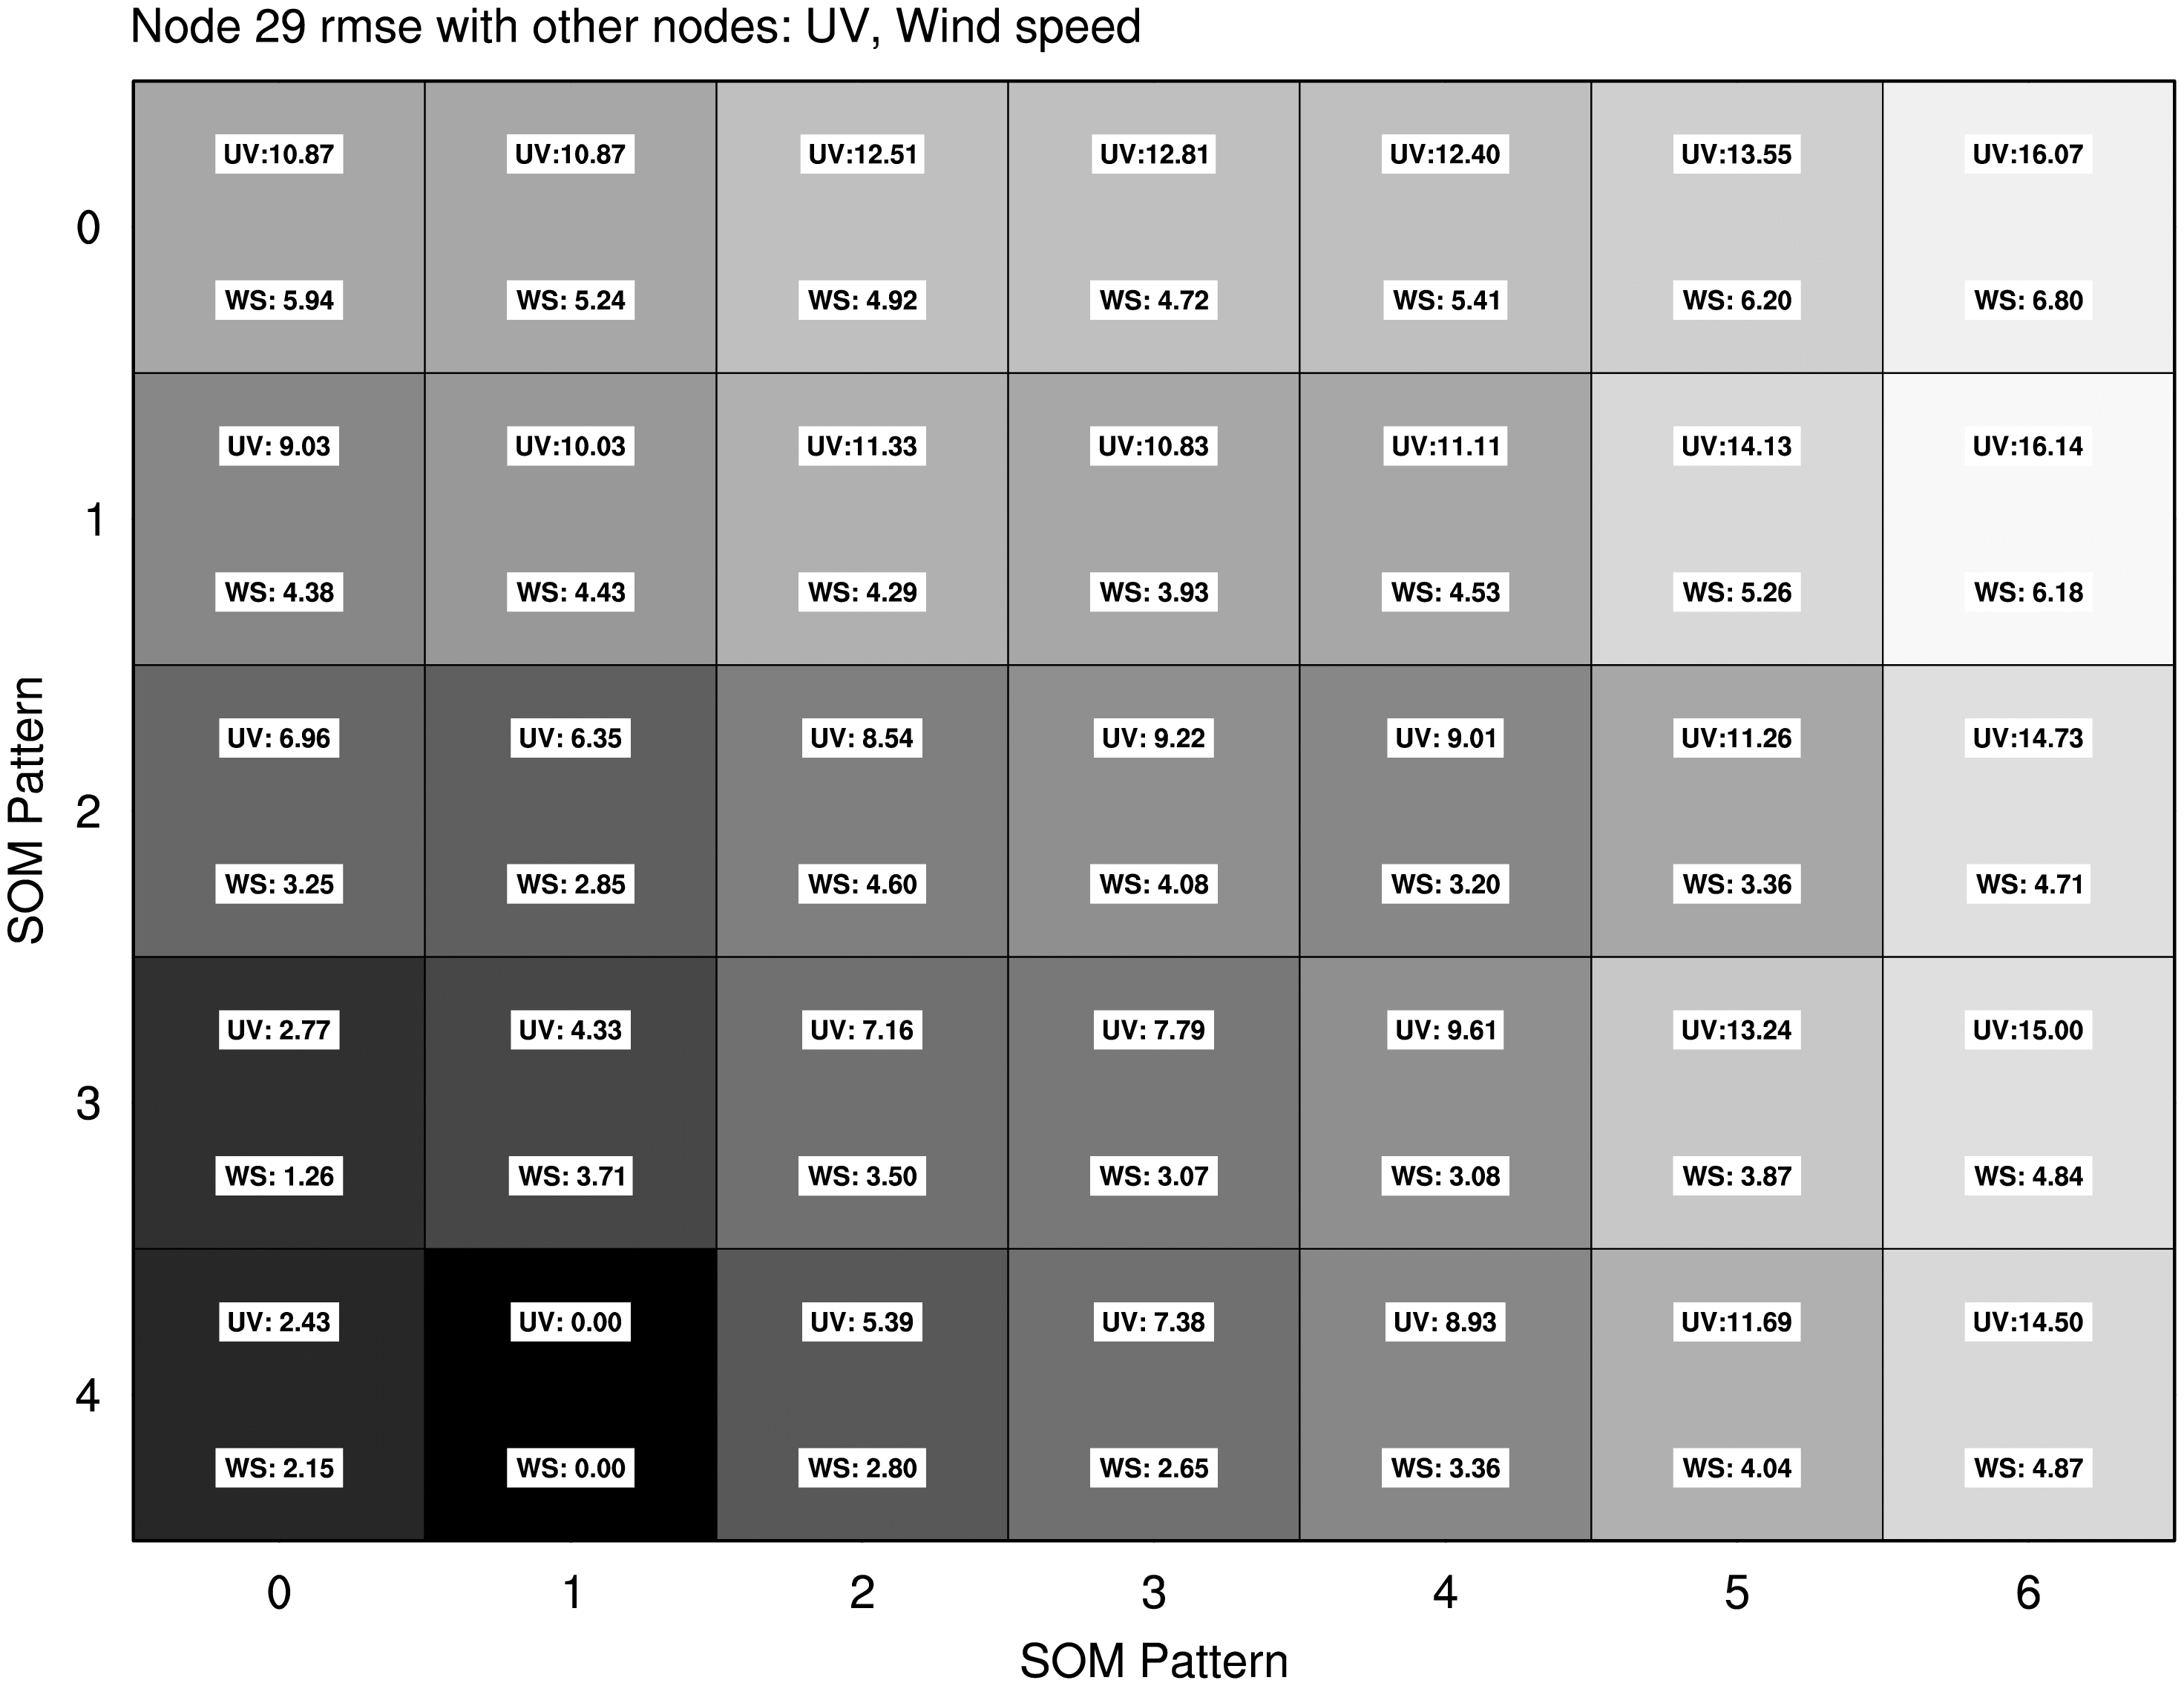 Node 29 rmse with other nodes: UV, Wind speed
UV:10.87 UV:10.87 UV:12.51 UV:12.81 UV:12.40 UV:13.55 UV:16.07
0
WS: 5.94 WS: 5.24 WS: 4.92 WS: 4.72 WS: 5.41 WS: 6.20 WS: 6.80
UV: 9.03 UV:10.03 UV:11.33 UV:10.83 UV:11.11 UV:14.13 UV:16.14
1
WS: 4.38 WS: 4.43 WS: 4.29 WS: 3.93 WS: 4.53 WS: 5.26 WS: 6.18
SOM Pattern
UV: 6.96 UV: 6.35 UV: 8.54 UV: 9.22 UV: 9.01 UV:11.26 UV:14.73
2
WS: 3.25 WS: 2.85 WS: 4.60 WS: 4.08 WS: 3.20 WS: 3.36 WS: 4.71
UV: 2.77 UV: 4.33 UV: 7.16 UV: 7.79 UV: 9.61 UV:13.24 UV:15.00
3
WS: 1.26 WS: 3.71 WS: 3.50 WS: 3.07 WS: 3.08 WS: 3.87 WS: 4.84
UV: 2.43 UV: 0.00 UV: 5.39 UV: 7.38 UV: 8.93 UV:11.69 UV:14.50
4
WS: 2.15 WS: 0.00 WS: 2.80 WS: 2.65 WS: 3.36 WS: 4.04 WS: 4.87
0 1 2 3 4 5 6
SOM Pattern